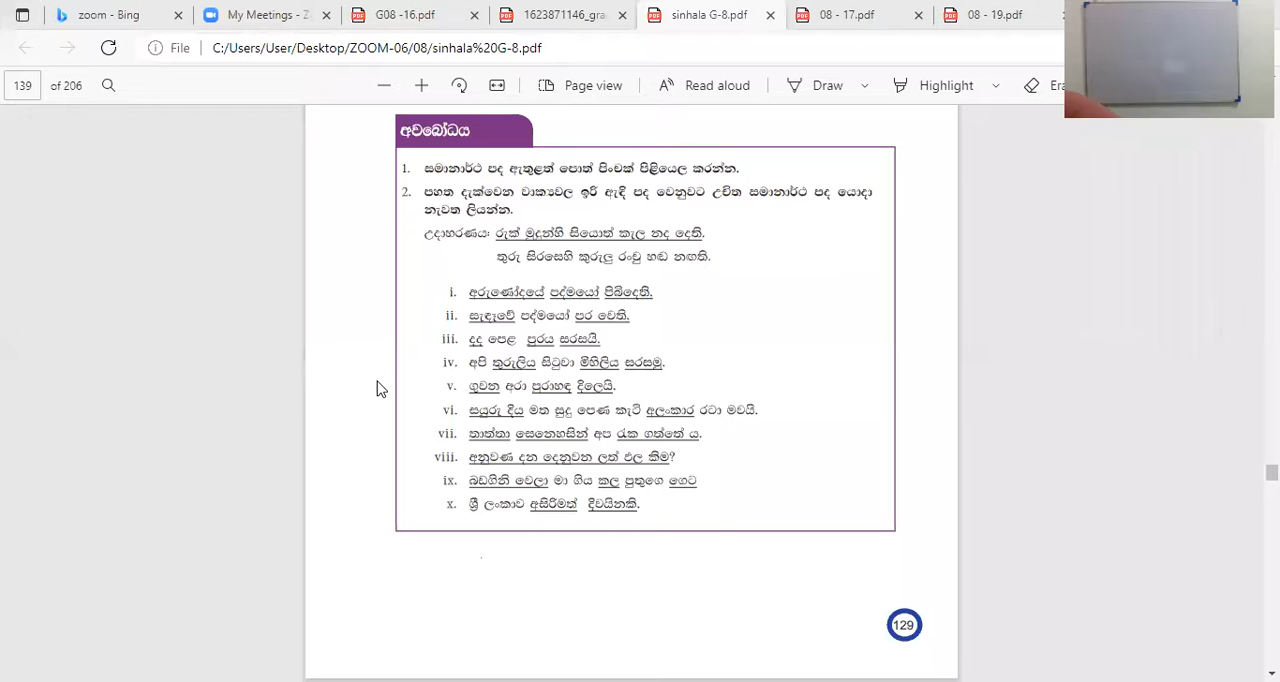 zoom - Bing
My Meetings - Z
G08 -16.pdf
1623871146_gra
sinhala G-8.pdf
08 - 17.pdf
08 - 19.pdf
File C:/Users/User/Desktop/ZOOM-06/08/sinhala%20G-8.pdf
139 of 206 Page view Read aloud Draw Highlight Era
අවබෝධය
1. සමානාර්ථ පද ඇතුළත් පොත් පිංචක් පිළියෙල කරන්න.
2. පහත දැක්වෙන වාක්‍යවල ඉරි ඇඳි පද වෙනුවට උචිත සමානාර්ථ පද යොදා
නැවත ලියන්න.
උදාහරණය: රුක් මුදුන්හි සියොත් කැල නද දෙති.
තුරු සිරසෙහි කුරුලු රංචු හඬ නඟති.
i. අරුණෝදයේ පද්මයෝ පිබිදෙති.
ii. සැඳෑවේ පද්මයෝ පර වෙති.
iii. දද පෙළ පුරය සරසයි.
iv. අපි තුරුලිය සිටුවා මිහිලිය සරසමු.
v. ගුවන අරා පුරාහඳ දිලෙයි.
vi. සයුරු දිය මත සුදු පෙණ කැටි අලංකාර රටා මවයි.
vii. තාත්තා සෙනෙහසින් අප රැක ගත්තේ ය.
viii. අනුවණ දන දෙනුවන ලත් ඵල කිම?
ix. බඩගිනි වෙලා මා ගිය කල පුතුගෙ ගෙට
x. ශ්‍රී ලංකාව අසිරිමත් දිවයිනකි.
129